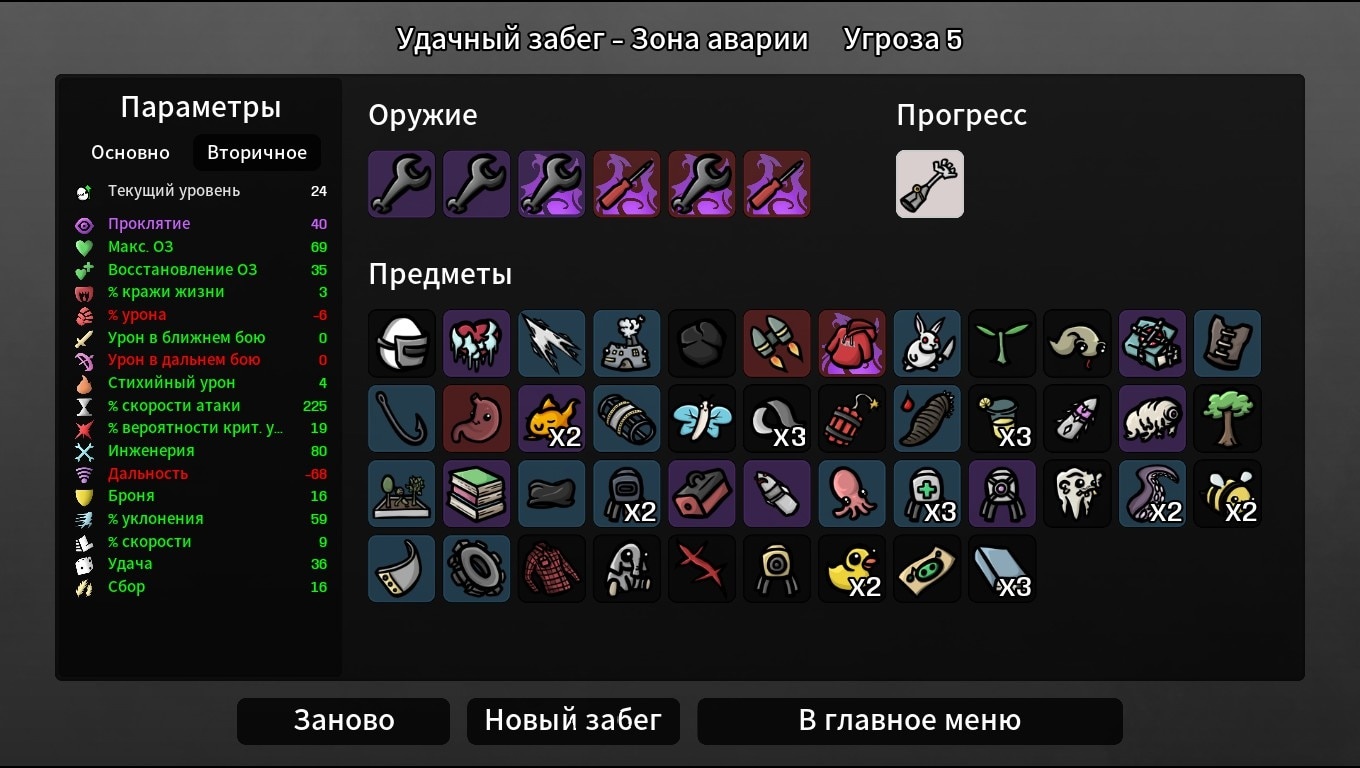 Удачный забег - Зона аварии Угроза 5
Параметры
Основно Вторичное
Текущий уровень 24
Проклятие 40
Макс. ОЗ 69
Восстановление ОЗ 35
% кражи жизни 3
% урона -6
Урон в ближнем бою 0
Урон в дальнем бою 0
Стихийный урон 4
% скорости атаки 225
% вероятности крит. у... 19
Инженерия 80
Дальность -68
Броня 16
% уклонения 59
% скорости 9
Удача 36
Сбор 16
Оружие
Прогресс
Предметы
x2 x3 x3
x2 x3 x2 x2
x2 x3
Заново Новый забег В главное меню